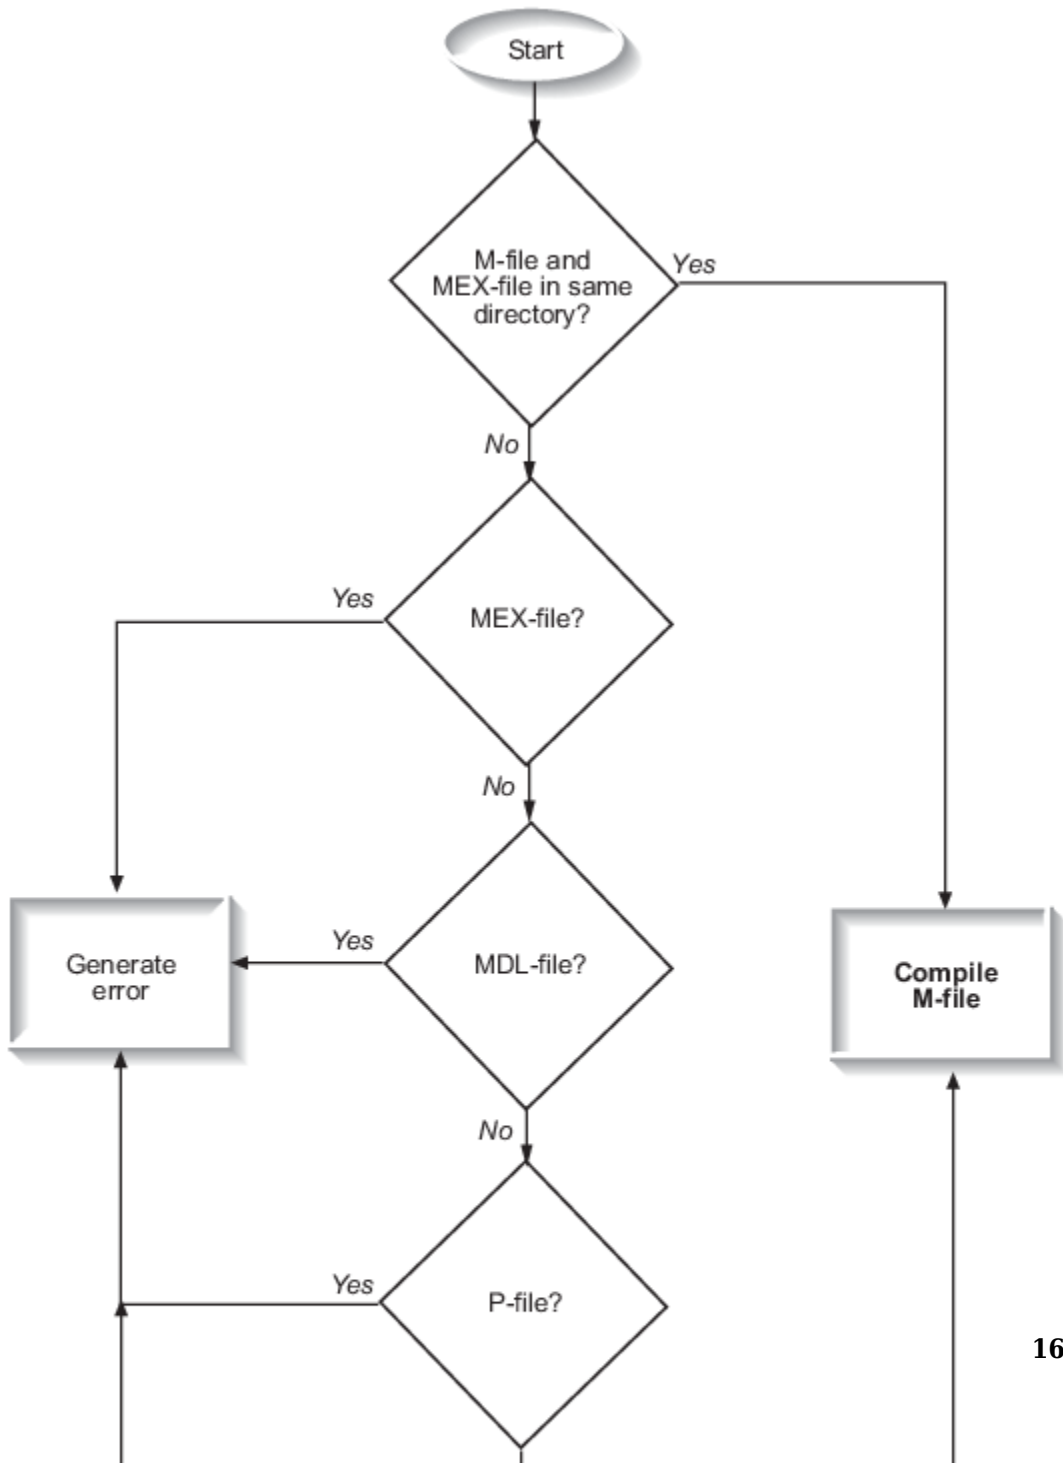 Start
M-file and
MEX-file in same
directory?
Yes
No
MEX-file?
Yes
No
MDL-file?
Yes
Generate
error
Compile
M-file
No
P-file?
Yes
16